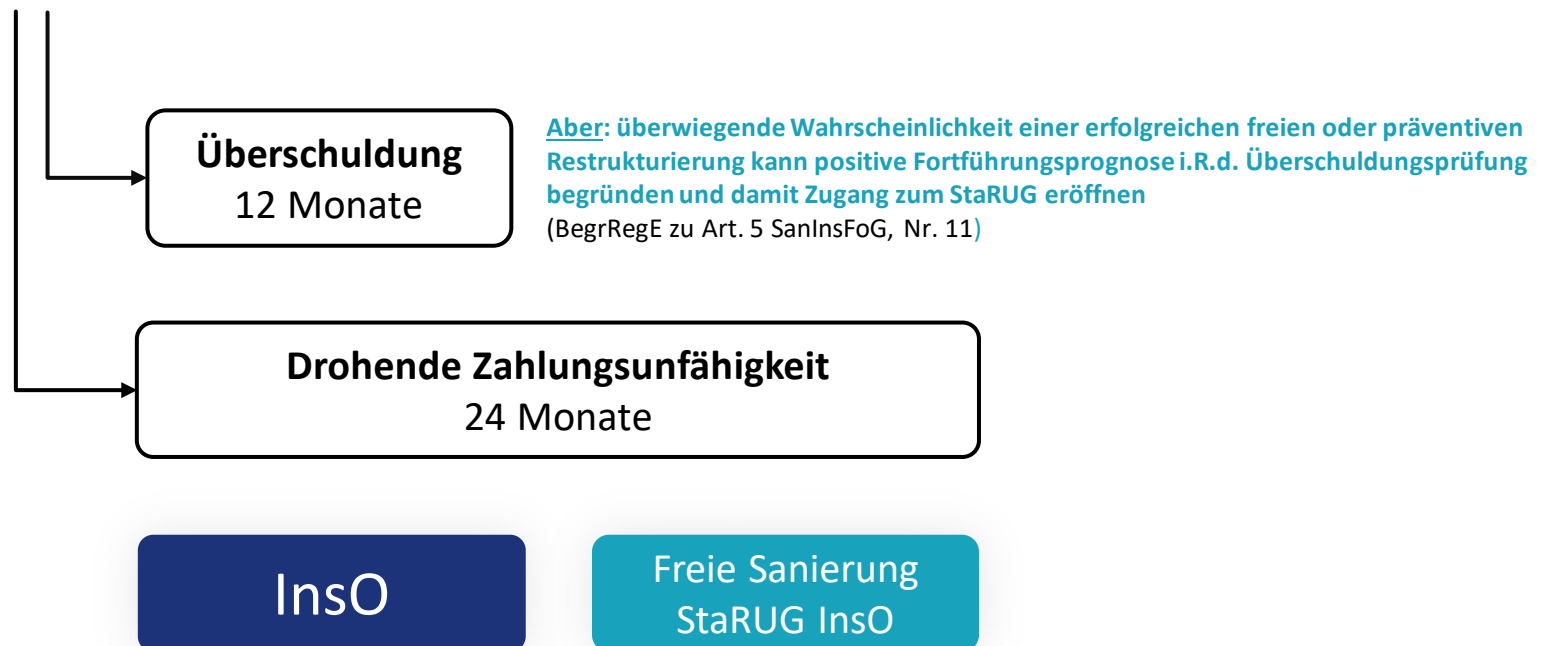 Überschuldung
12 Monate
Aber: überwiegende Wahrscheinlichkeit einer erfolgreichen freien oder präventiven
Restrukturierung kann positive Fortführungsprognose i.R.d. Überschuldungsprüfung
begründen und damit Zugang zum StaRUG eröffnen
(BegrRegE zu Art. 5 SanInsFoG, Nr. 11)
Drohende Zahlungsunfähigkeit
24 Monate
InsO
Freie Sanierung
StaRUG InsO